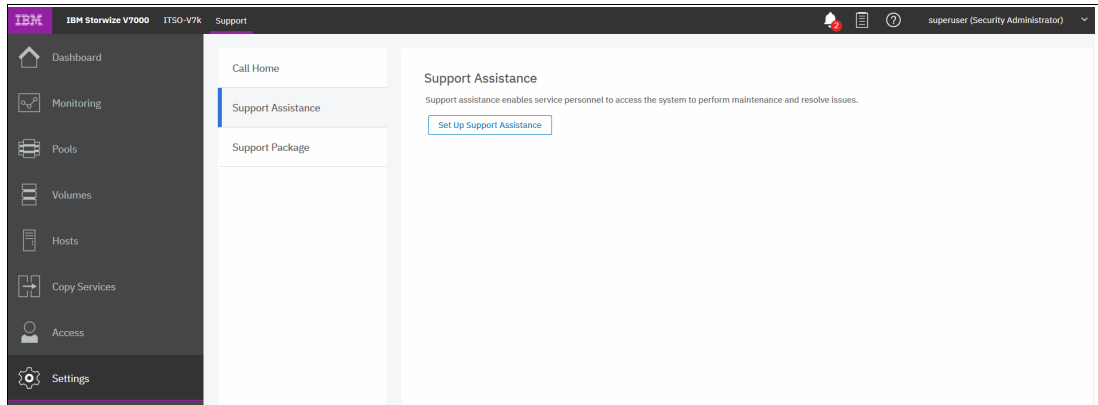 IBM IBM Storwize V7000 ITSO-V7k Support 2 ? superuser (Security Administrator)
Dashboard
Monitoring
Pools
Volumes
Hosts
Copy Services
Access
Settings
Call Home
Support Assistance
Support Package
Support Assistance
Support assistance enables service personnel to access the system to perform maintenance and resolve issues.
Set Up Support Assistance